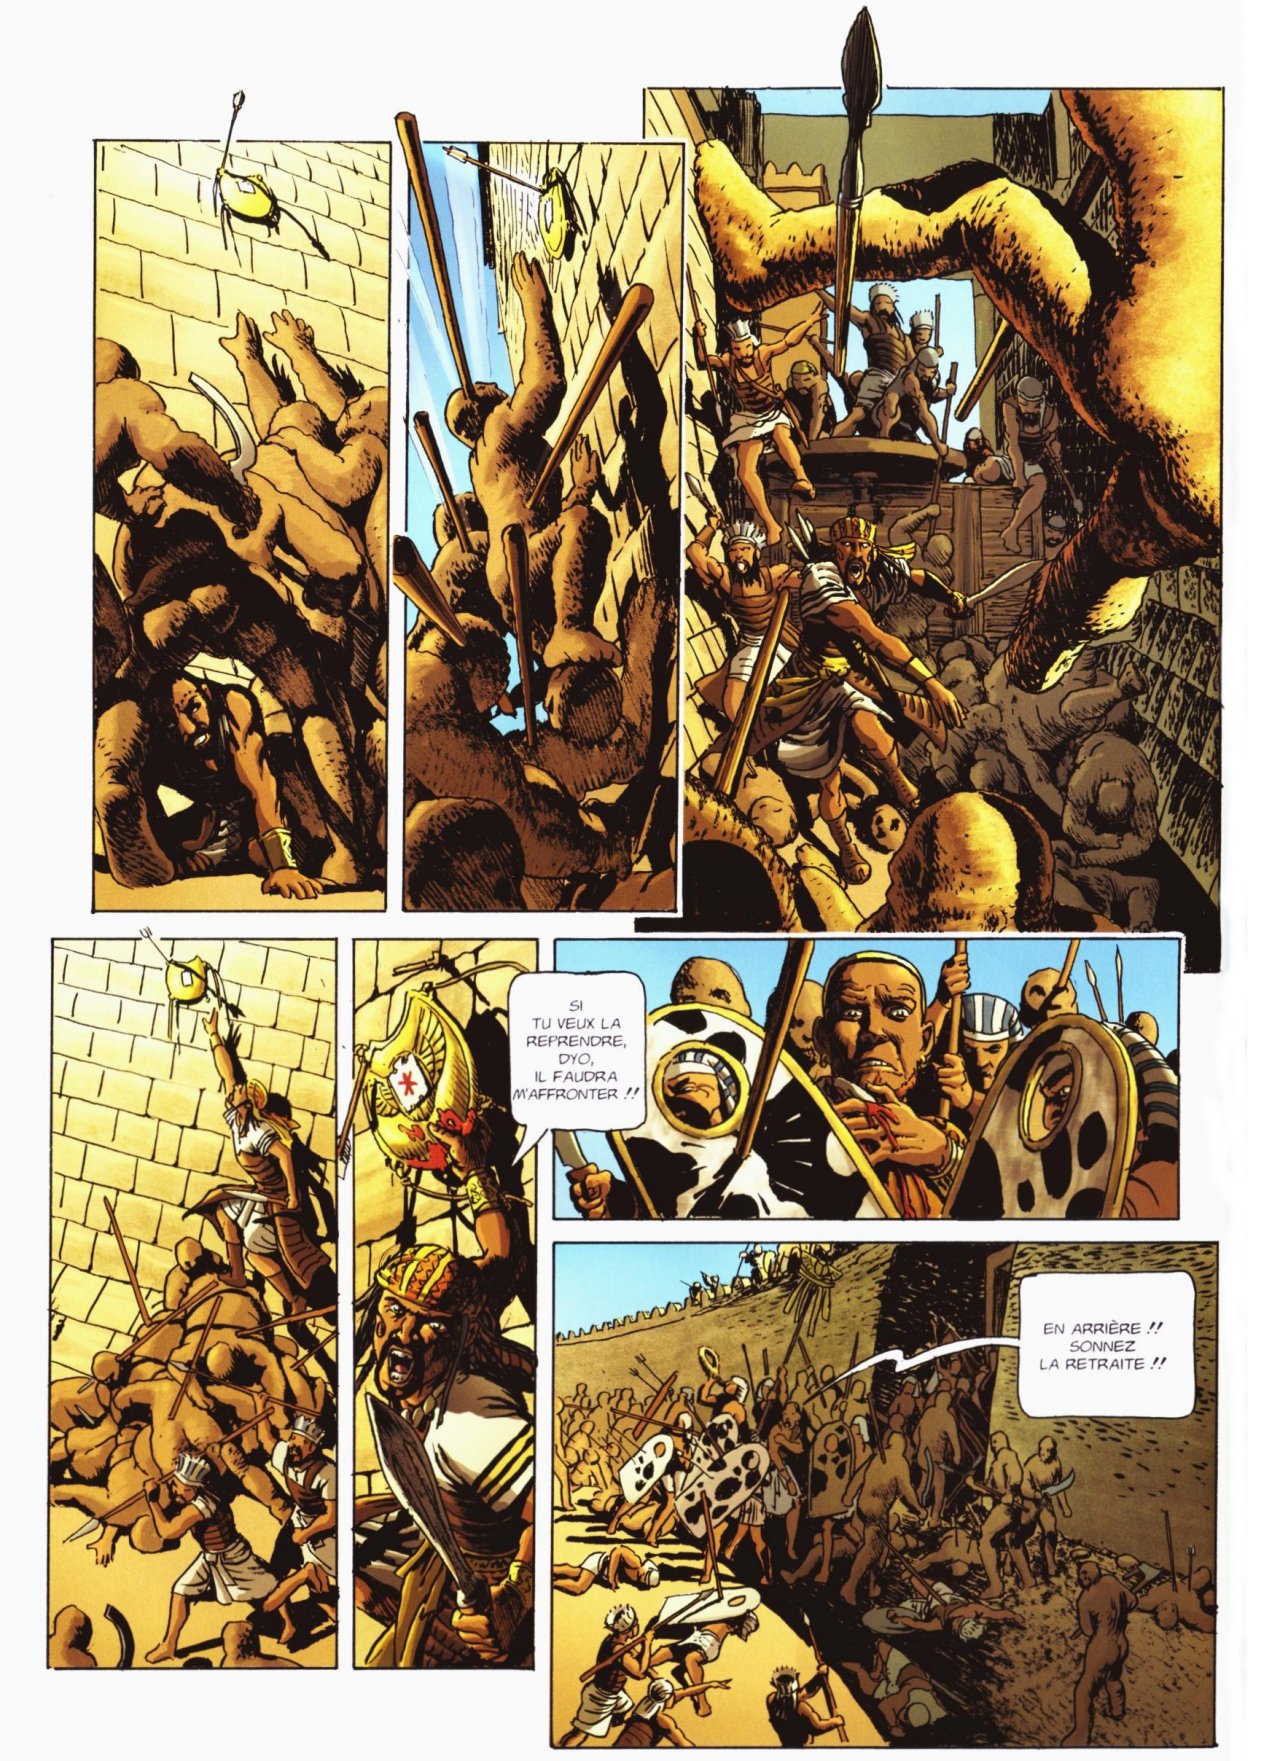 SI
TU VEUX LA
REPRENDRE,
DYO,
IL FAUDRA
M'AFFRONTER !!
EN ARRIÈRE !!
SONNEZ
LA RETRAITE !!